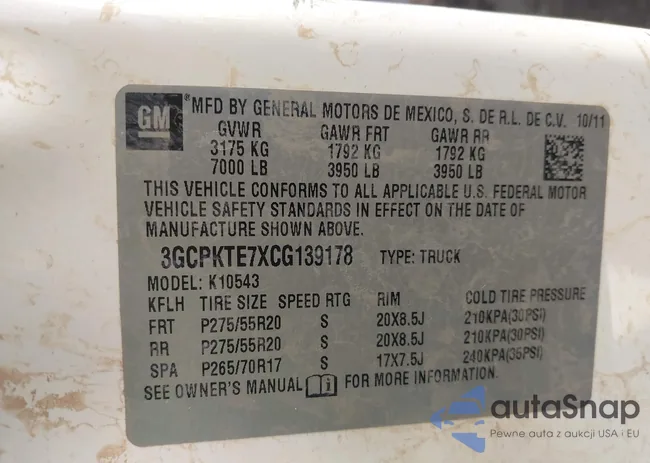 GM ® MFD BY GENERAL MOTORS DE MEXICO, S. DE R.L. DE C.V. 10/11
GVWR GAWR FRT GAWR RR
3175 KG 1792 KG 1792 KG
7000 LB 3950 LB 3950 LB
THIS VEHICLE CONFORMS TO ALL APPLICABLE U.S. FEDERAL MOTOR
VEHICLE SAFETY STANDARDS IN EFFECT ON THE DATE OF
MANUFACTURE SHOWN ABOVE.
3GCPKTE7XCG139178 TYPE: TRUCK
MODEL: K10543
KFLH TIRE SIZE SPEED RTG RIM COLD TIRE PRESSURE
FRT P275/55R20 S 20X8.5J 210KPA(30PSI)
RR P275/55R20 S 20X8.5J 210KPA(30PSI)
SPA P265/70R17 S 17X7.5J 240KPA(35PSI)
SEE OWNER'S MANUAL FOR MORE INFORMATION.
autaSnap
Pewne auta z aukcji USA i EU